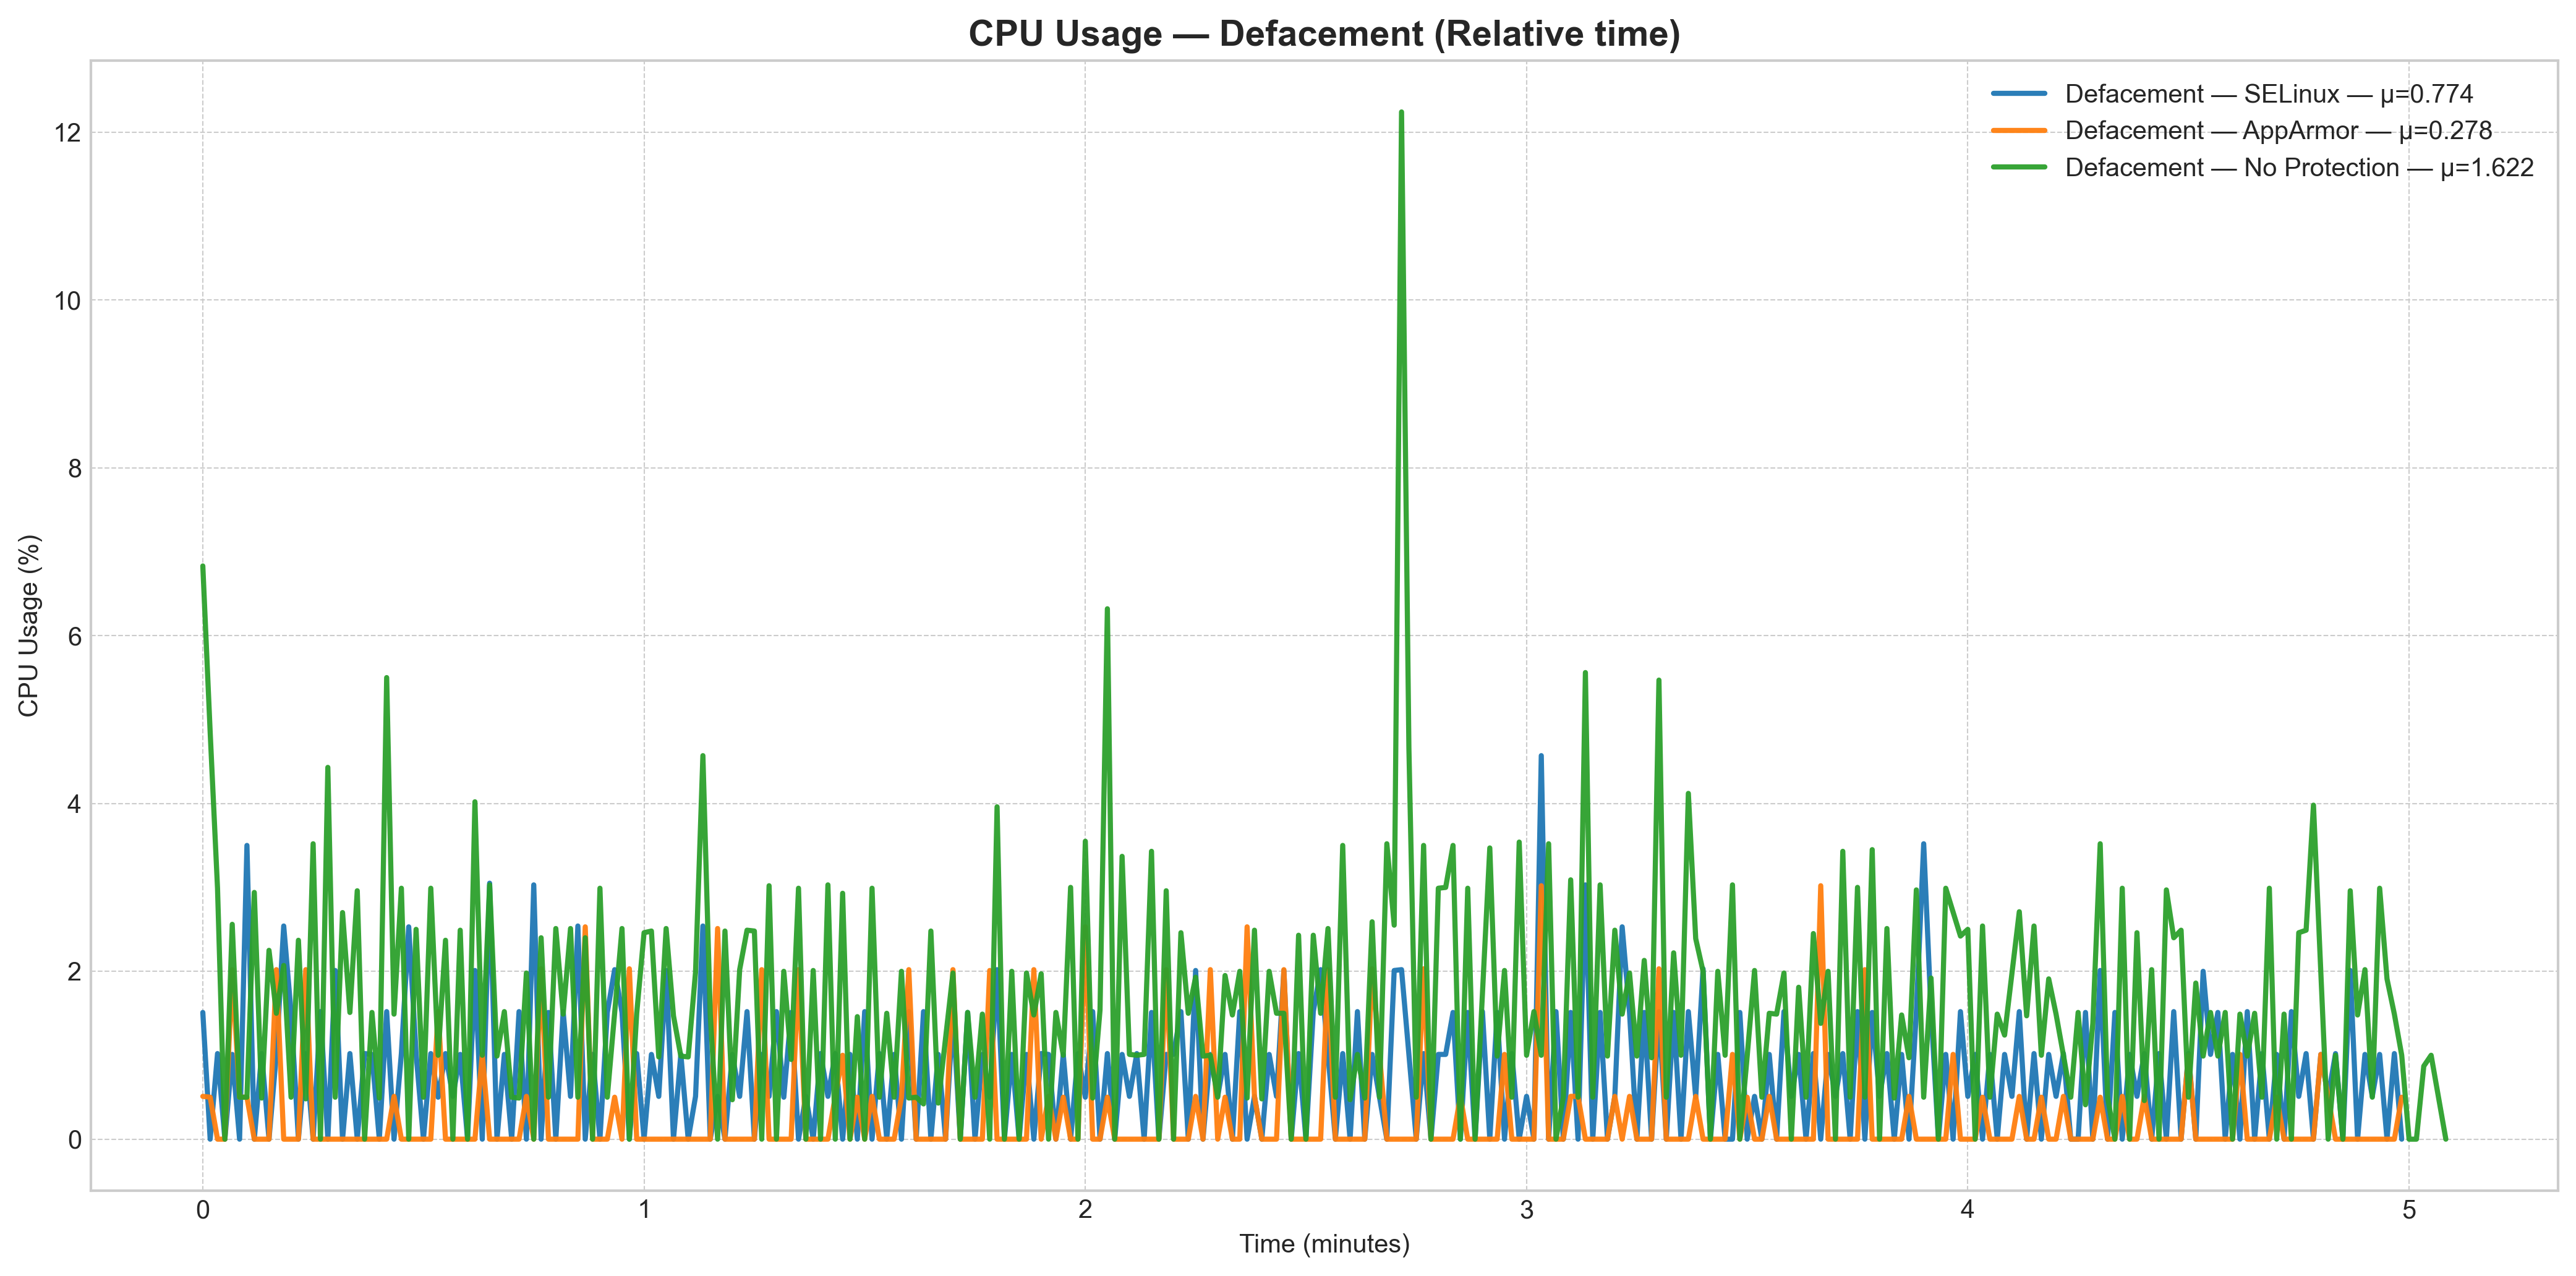 CPU Usage — Defacement (Relative time)
Defacement — SELinux — μ=0.774
Defacement — AppArmor — μ=0.278
Defacement — No Protection — μ=1.622
CPU Usage (%)
12
10
8
6
4
2
0
0 1 2 3 4 5
Time (minutes)